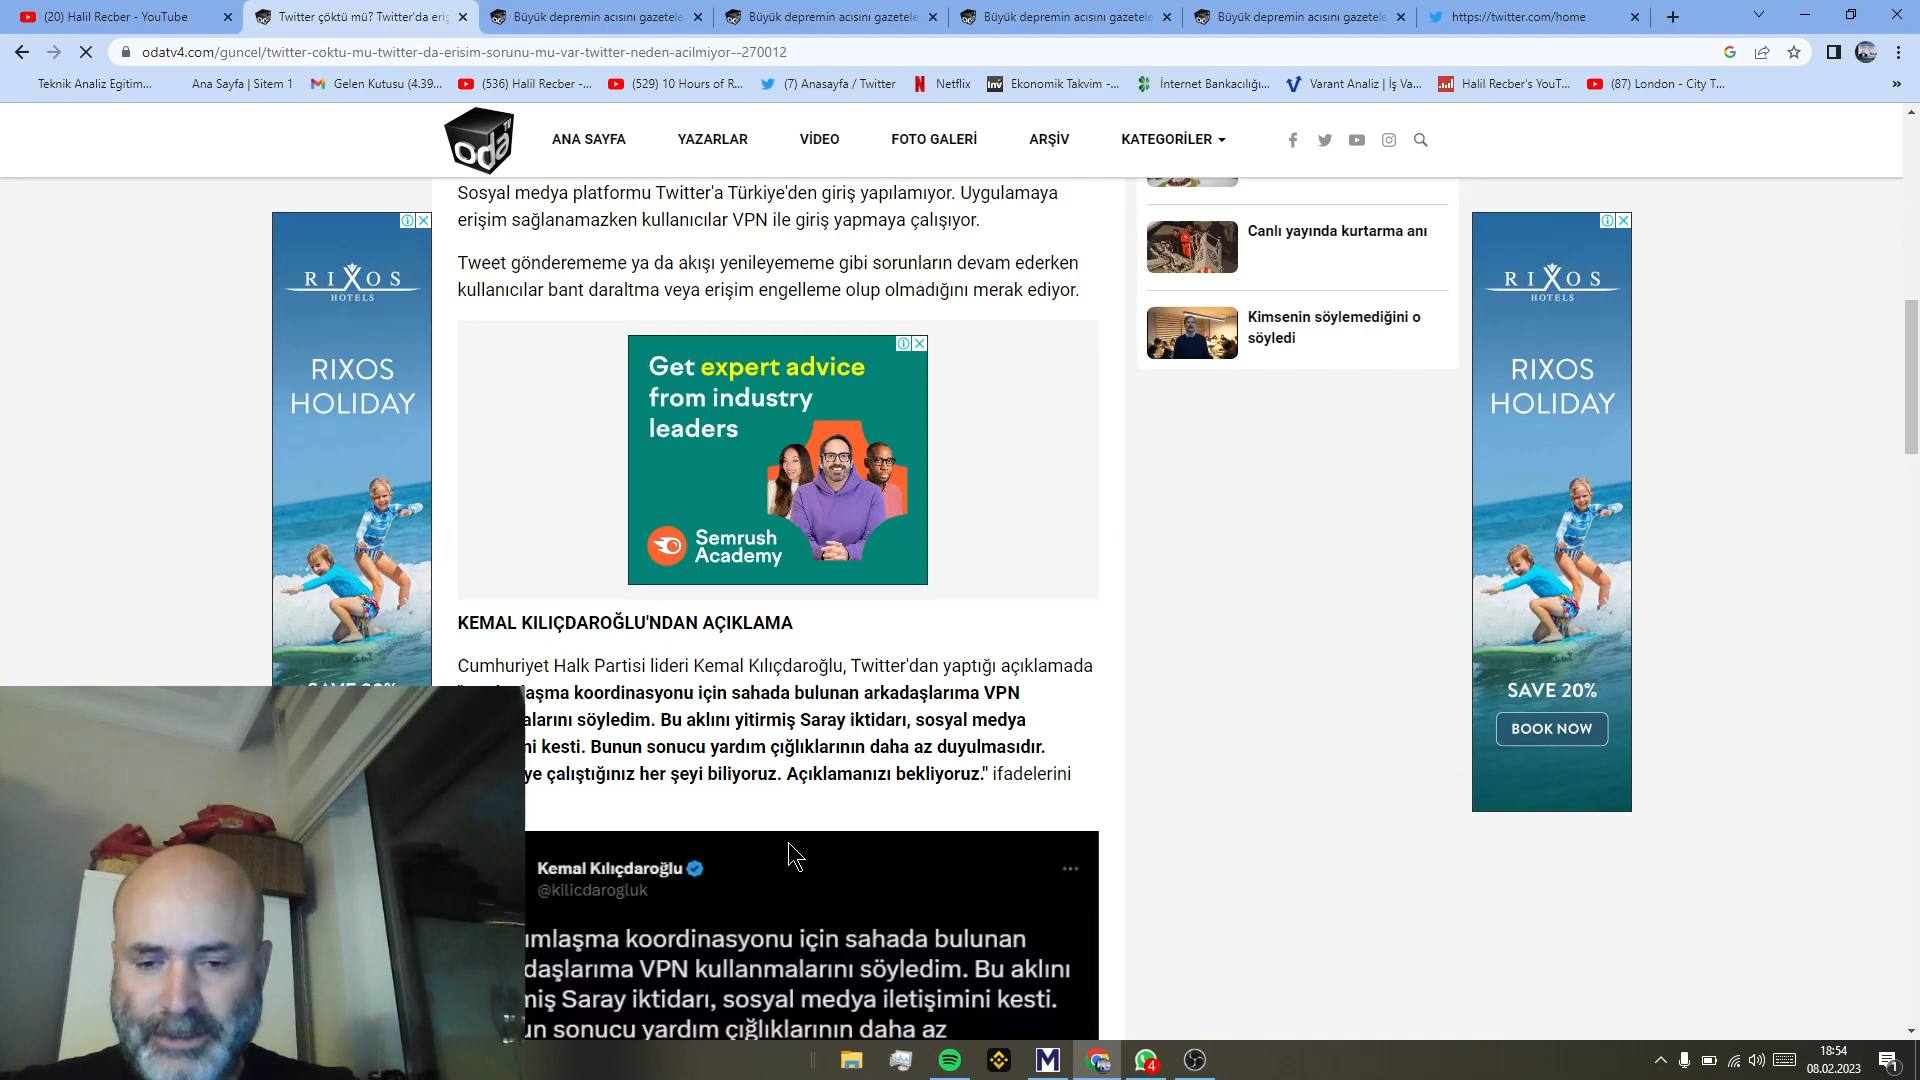 (20) Halil Recber - YouTube
Twitter çöktü mü? Twitter'da eriş
Büyük depremin acısını gazetele
Büyük depremin acısını gazetele
Büyük depremin acısını gazetele
Büyük depremin acısını gazetele
https://twitter.com/home
odatv4.com/guncel/twitter-coktu-mu-twitter-da-erisim-sorunu-mu-var-twitter-neden-acilmiyor--270012
Teknik Analiz Egitim...
Ana Sayfa | Sitem 1
Gelen Kutusu (4.39...
(536) Halil Recber -...
(529) 10 Hours of R...
(7) Anasayfa / Twitter
Netflix
Ekonomik Takvim -...
İnternet Bankacılığı...
Varant Analiz | İş Va...
Halil Recber's YouT...
(87) London - City T...
oda TV
ANA SAYFA
YAZARLAR
VİDEO
FOTO GALERİ
ARŞİV
KATEGORİLER
Sosyal medya platformu Twitter'a Türkiye'den giriş yapılamıyor. Uygulamaya
erişim sağlanamazken kullanıcılar VPN ile giriş yapmaya çalışıyor.
Tweet gönderememe ya da akışı yenileyememe gibi sorunların devam ederken
kullanıcılar bant daraltma veya erişim engelleme olup olmadığını merak ediyor.
Get expert advice
from industry
leaders
Semrush
Academy
KEMAL KILIÇDAROĞLU'NDAN AÇIKLAMA
Cumhuriyet Halk Partisi lideri Kemal Kılıçdaroğlu, Twitter'dan yaptığı açıklamada
aşma koordinasyonu için sahada bulunan arkadaşlarıma VPN
alarını söyledim. Bu aklını yitirmiş Saray iktidarı, sosyal medya
ni kesti. Bunun sonucu yardım çığlıklarının daha az duyulmasıdır.
ye çalıştığınız her şeyi biliyoruz. Açıklamanızı bekliyoruz." ifadelerini
Kemal Kılıçdaroğlu
@kilicdarogluk
ımlaşma koordinasyonu için sahada bulunan
daşlarıma VPN kullanmalarını söyledim. Bu aklını
miş Saray iktidarı, sosyal medya iletişimini kesti.
un sonucu yardım çığlıklarının daha az
Canlı yayında kurtarma anı
Kimsenin söylemediğini o
söyledi
RIXOS
HOTELS
RIXOS
HOLIDAY
RIXOS
HOTELS
RIXOS
HOLIDAY
SAVE 20%
BOOK NOW
inv
4
18:54
08.02.2023
1